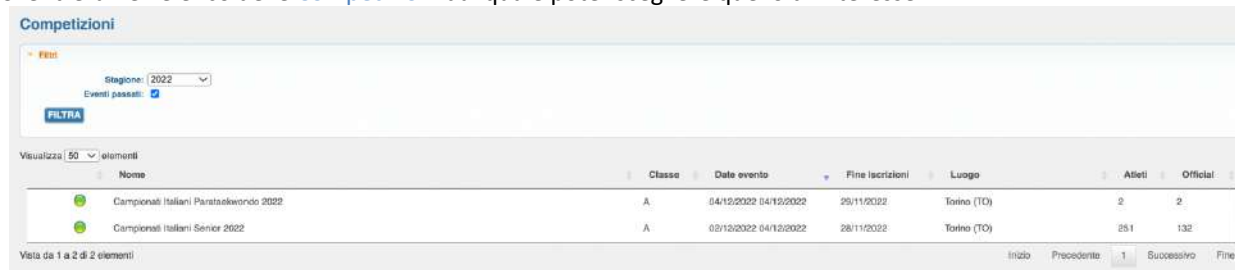 Competizioni
Filtri
Stagione: 2022
Eventi passati:
FILTRA
Visualizza 50 elementi
Nome Classe Date evento Fine Iscrizioni Luogo Atleti Official
Campionati Italiani Parataekwondo 2022 A 04/12/2022 04/12/2022 29/11/2022 Torino (TO) 2 2
Campionati Italiani Senior 2022 A 02/12/2022 04/12/2022 28/11/2022 Torino (TO) 251 132
Vista da 1 a 2 di 2 elementi Inizio Precedente 1 Successivo Fine